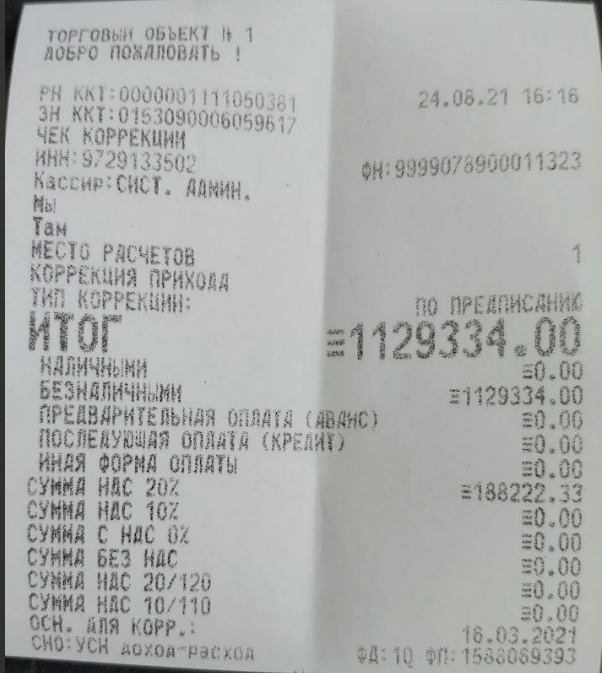 ТОРГОВЫЙ ОБЪЕКТ № 1
ДОБРО ПОЖАЛОВАТЬ !
РН ККТ:0000001111050381 24.08.21 16:16
ЗН ККТ:0153090006059617
ЧЕК КОРРЕКЦИИ
ИНН:9729133502 ФН:9999078900011323
Кассир:СИСТ. АДМИН.
Мы
Там
МЕСТО РАСЧЕТОВ 1
КОРРЕКЦИЯ ПРИХОДА
ТИП КОРРЕКЦИИ: ПО ПРЕДПИСАНИЮ
ИТОГ ≡1129334.00
НАЛИЧНЫМИ ≡0.00
БЕЗНАЛИЧНЫМИ ≡1129334.00
ПРЕДВАРИТЕЛЬНАЯ ОПЛАТА (АВАНС) ≡0.00
ПОСЛЕДУЮЩАЯ ОПЛАТА (КРЕДИТ) ≡0.00
ИНАЯ ФОРМА ОПЛАТЫ ≡0.00
СУММА НДС 20% ≡188222.33
СУММА НДС 10% ≡0.00
СУММА С НДС 0% ≡0.00
СУММА БЕЗ НДС ≡0.00
СУММА НДС 20/120 ≡0.00
СУММА НДС 10/110 ≡0.00
ОСН. ДЛЯ КОРР.: 16.03.2021
СНО:УСН доход-расход ФД:10 ФП:1588089393